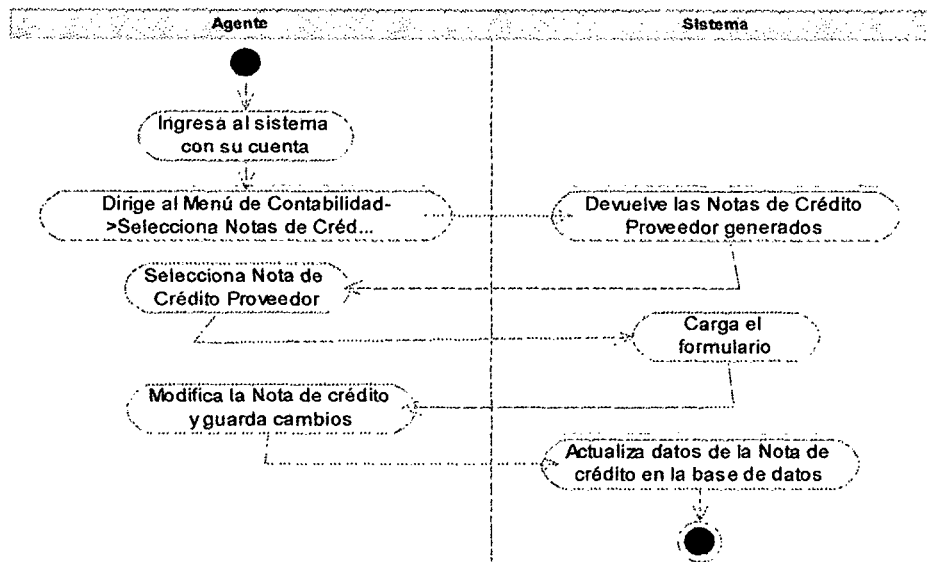 Agente
Sistema
Ingresa al sistema
con su cuenta
Dirige al Menú de Contabilidad-
>Selecciona Notas de Créd...
Devuelve las Notas de Crédito
Proveedor generados
Selecciona Nota de
Crédito Proveedor
Carga el
formulario
Modifica la Nota de crédito
y guarda cambios
Actualiza datos de la Nota de
crédito en la base de datos